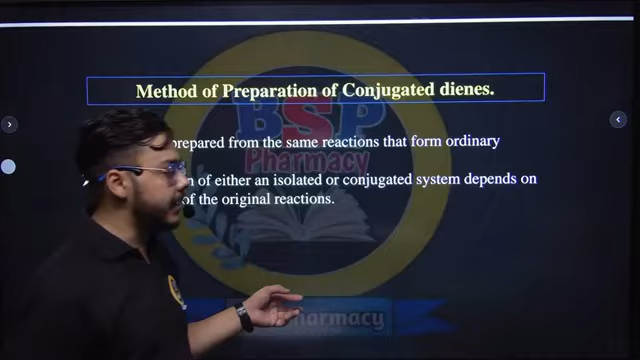 Method of Preparation of Conjugated dienes.
prepared from the same reactions that form ordinary
of either an isolated or conjugated system depends on
of the original reactions.
BSP
Pharmacy